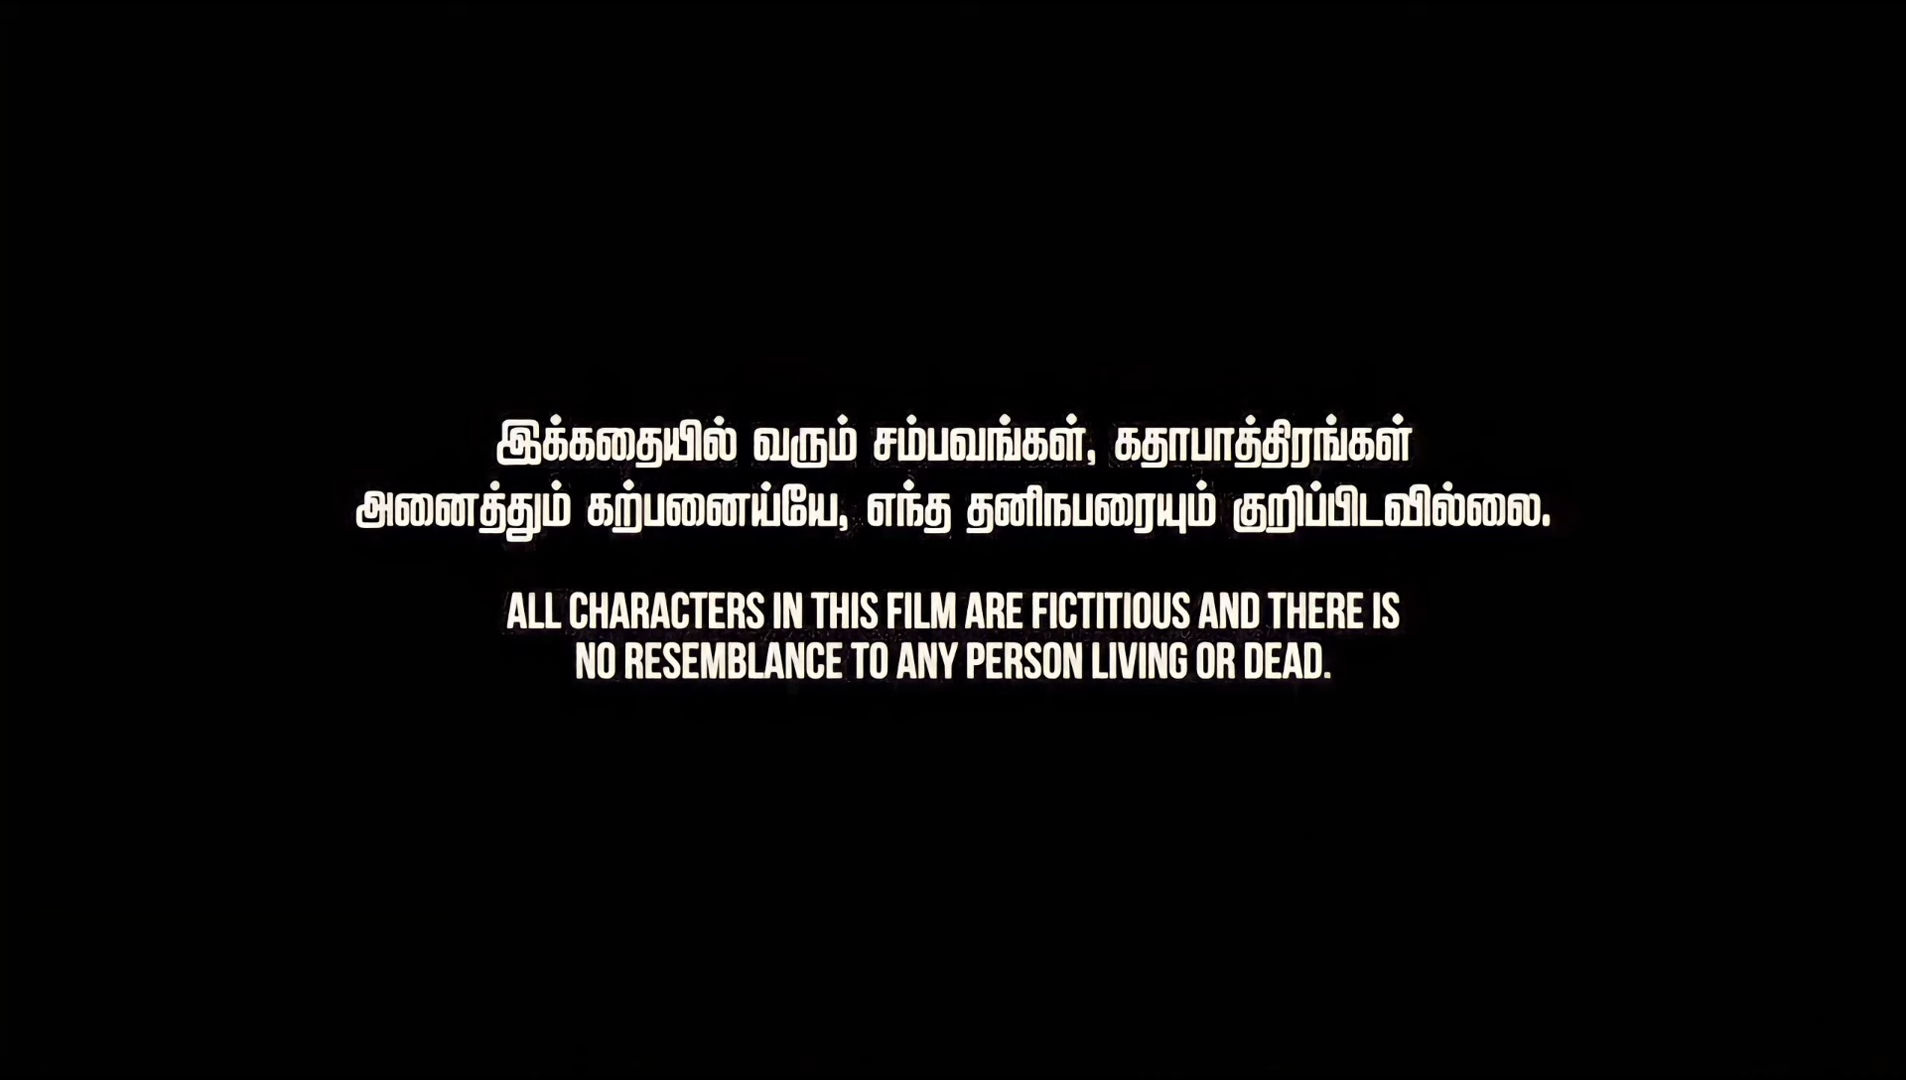 இக்கதையில் வரும் சம்பவங்கள், கதாபாத்திரங்கள்
அனைத்தும் கற்பனைய்யே, எந்த தனிநபரையும் குறிப்பிடவில்லை.
ALL CHARACTERS IN THIS FILM ARE FICTITIOUS AND THERE IS
NO RESEMBLANCE TO ANY PERSON LIVING OR DEAD.